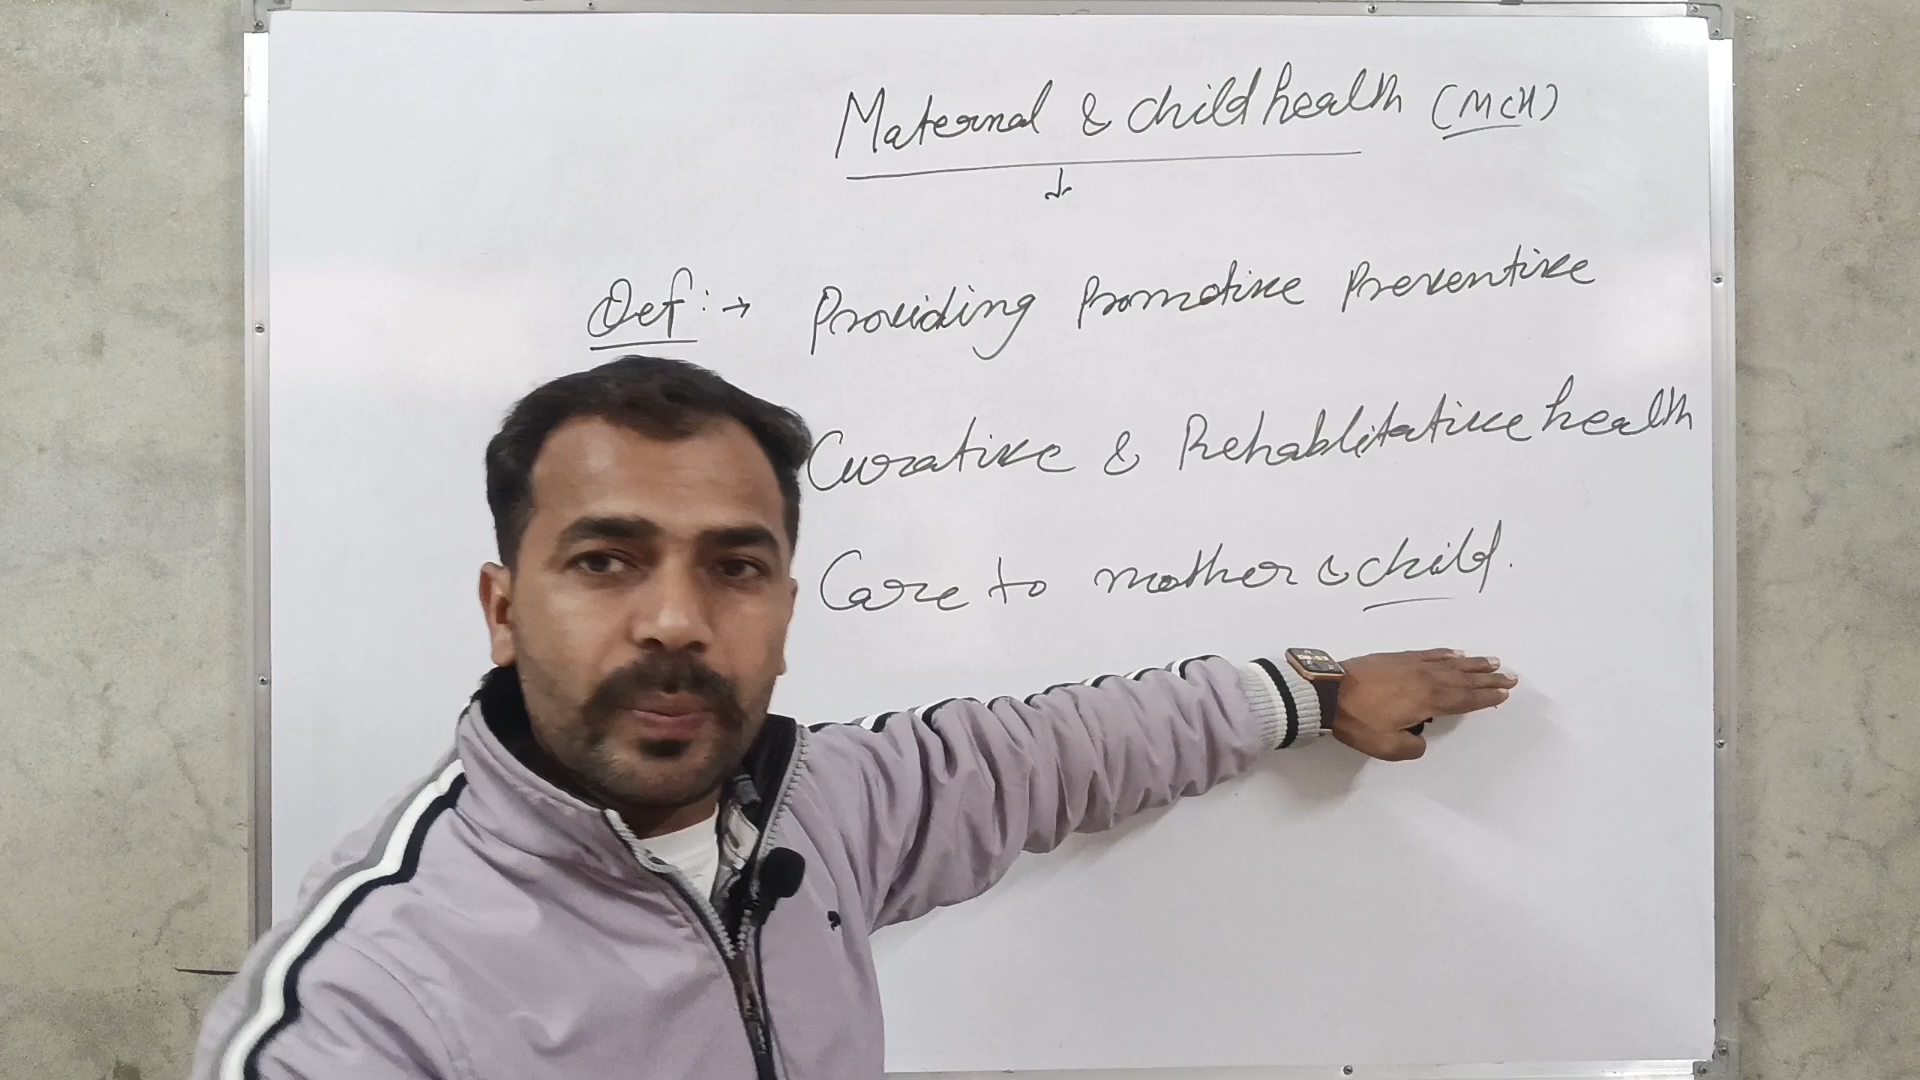 Maternal & child health (MCH)
Def:→ Providing Promotive Preventive
Curative & Rehablitative health
Care to mother & child.